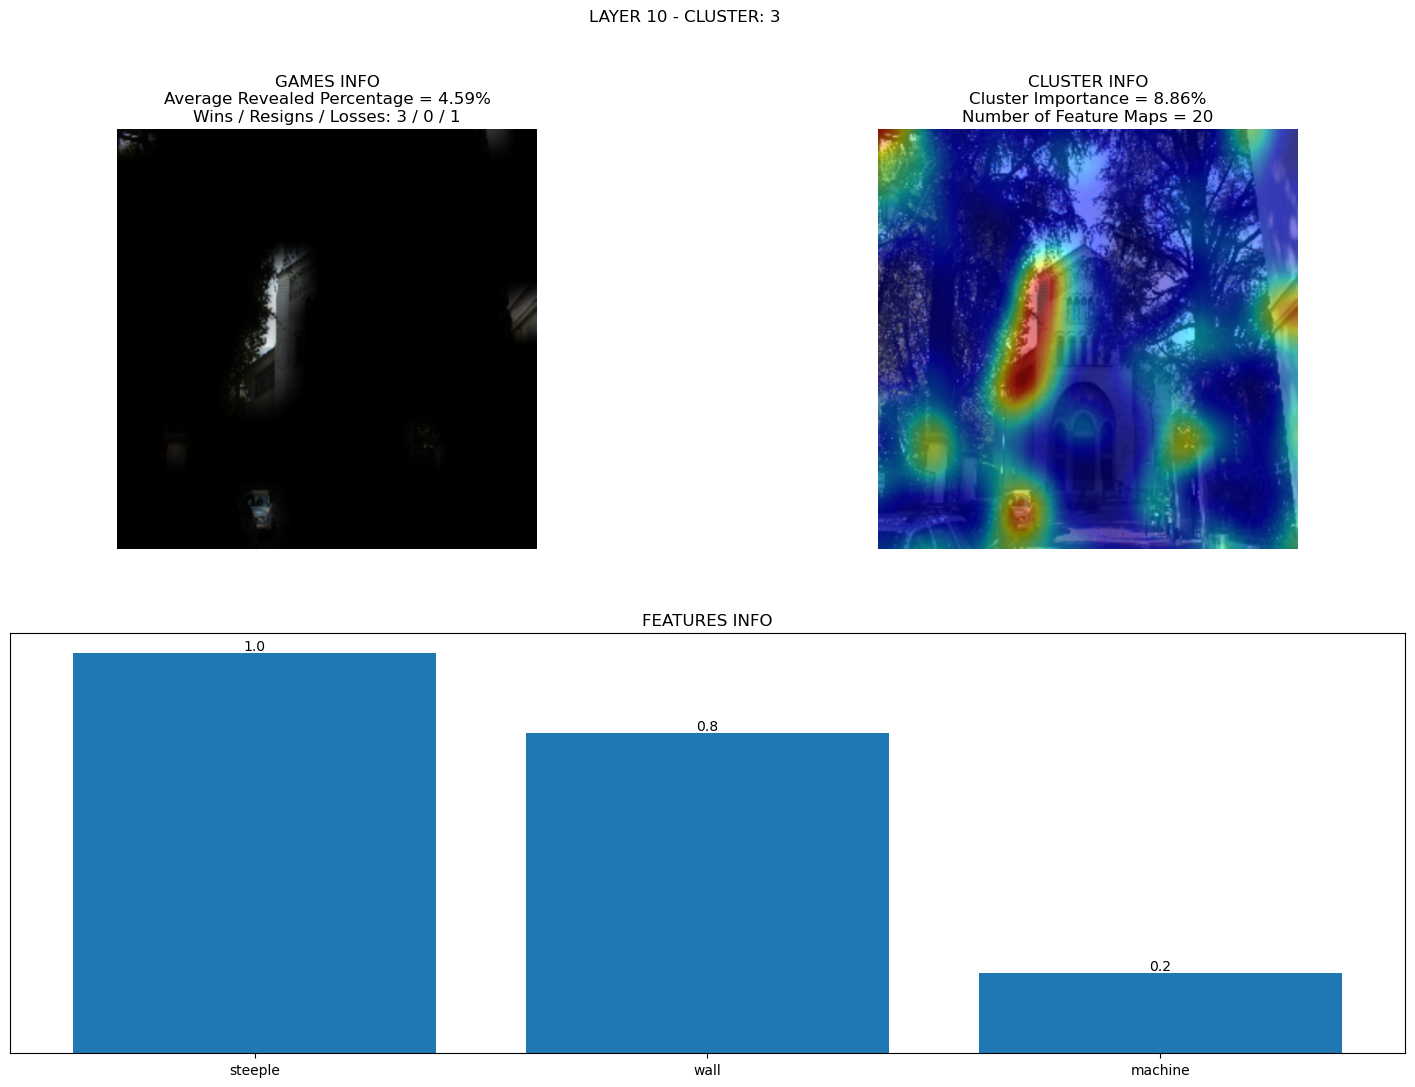 LAYER 10 - CLUSTER: 3
GAMES INFO
Average Revealed Percentage = 4.59%
Wins / Resigns / Losses: 3 / 0 / 1
CLUSTER INFO
Cluster Importance = 8.86%
Number of Feature Maps = 20
FEATURES INFO
1.0
0.8
0.2
steeple
wall
machine